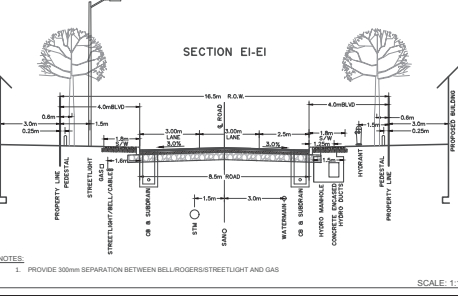 SECTION E1-E1
16.5m R.O.W.
4.0mBLVD
4.0mBLVD
℄ ROAD
0.6m
3.0m
1.5m
0.25m
1.8m
S/W
3.00m
LANE
3.00m
LANE
2.5m
3.0%
3.0%
1.8m
S/W
1.25m
1.5m
0.6m
3.0m
0.25m
1.6m
8.5m ROAD
1.5m
3.0m
PROPERTY LINE
PEDESTAL
STREETLIGHT
GAS
STREETLIGHT/BELL/CABLE
CB & SUBDRAIN
STM
SAN
WATERMAIN
CB & SUBDRAIN
HYDRO MANHOLE
CONCRETE ENCASED
HYDRO DUCTS
HYDRANT
PEDESTAL
PROPERTY LINE
PROPOSED BUILDING
NOTES:
1. PROVIDE 300mm SEPARATION BETWEEN BELL/ROGERS/STREETLIGHT AND GAS
SCALE: 1: